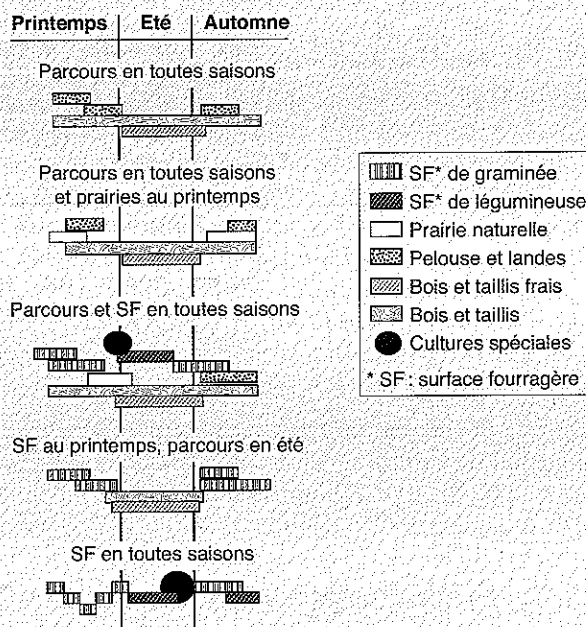 Printemps Eté Automne
Parcours en toutes saisons
Parcours en toutes saisons
et prairies au printemps
Parcours et SF en toutes saisons
SF au printemps, parcours en été
SF en toutes saisons
SF* de graminée
SF* de légumineuse
Prairie naturelle
Pelouse et landes
Bois et taillis frais
Bois et taillis
Cultures spéciales
* SF : surface fourragère